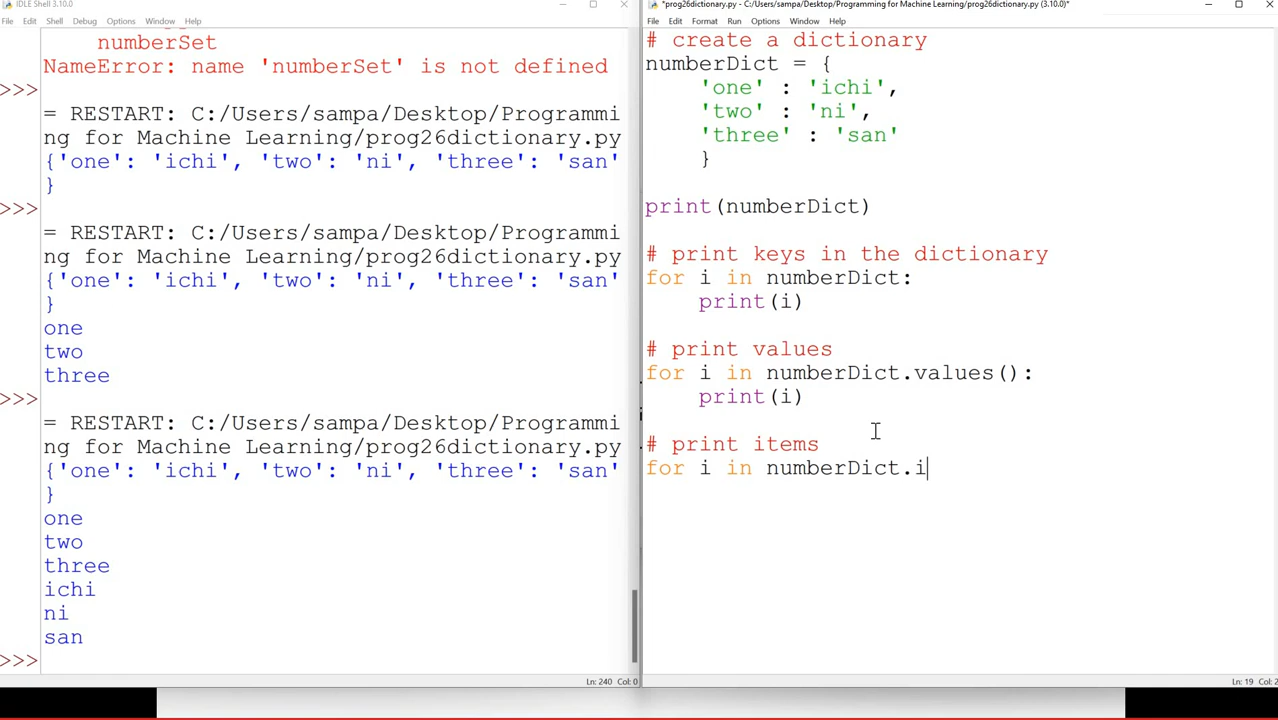 IDLE Shell 3.10.0
File Edit Shell Debug Options Window Help
numberSet
NameError: name 'numberSet' is not defined
>>>
= RESTART: C:/Users/sampa/Desktop/Programmi
ng for Machine Learning/prog26dictionary.py
{'one': 'ichi', 'two': 'ni', 'three': 'san'
}
>>>
= RESTART: C:/Users/sampa/Desktop/Programmi
ng for Machine Learning/prog26dictionary.py
{'one': 'ichi', 'two': 'ni', 'three': 'san'
}
one
two
three
>>>
= RESTART: C:/Users/sampa/Desktop/Programmi
ng for Machine Learning/prog26dictionary.py
{'one': 'ichi', 'two': 'ni', 'three': 'san'
}
one
two
three
ichi
ni
san
>>>
Ln: 240 Col: 0
*prog26dictionary.py - C:/Users/sampa/Desktop/Programming for Machine Learning/prog26dictionary.py (3.10.0)*
File Edit Format Run Options Window Help
# create a dictionary
numberDict = {
'one' : 'ichi',
'two' : 'ni',
'three' : 'san'
}
print(numberDict)
# print keys in the dictionary
for i in numberDict:
print(i)
# print values
for i in numberDict.values():
print(i)
# print items
for i in numberDict.i
Ln: 19 Col: 2